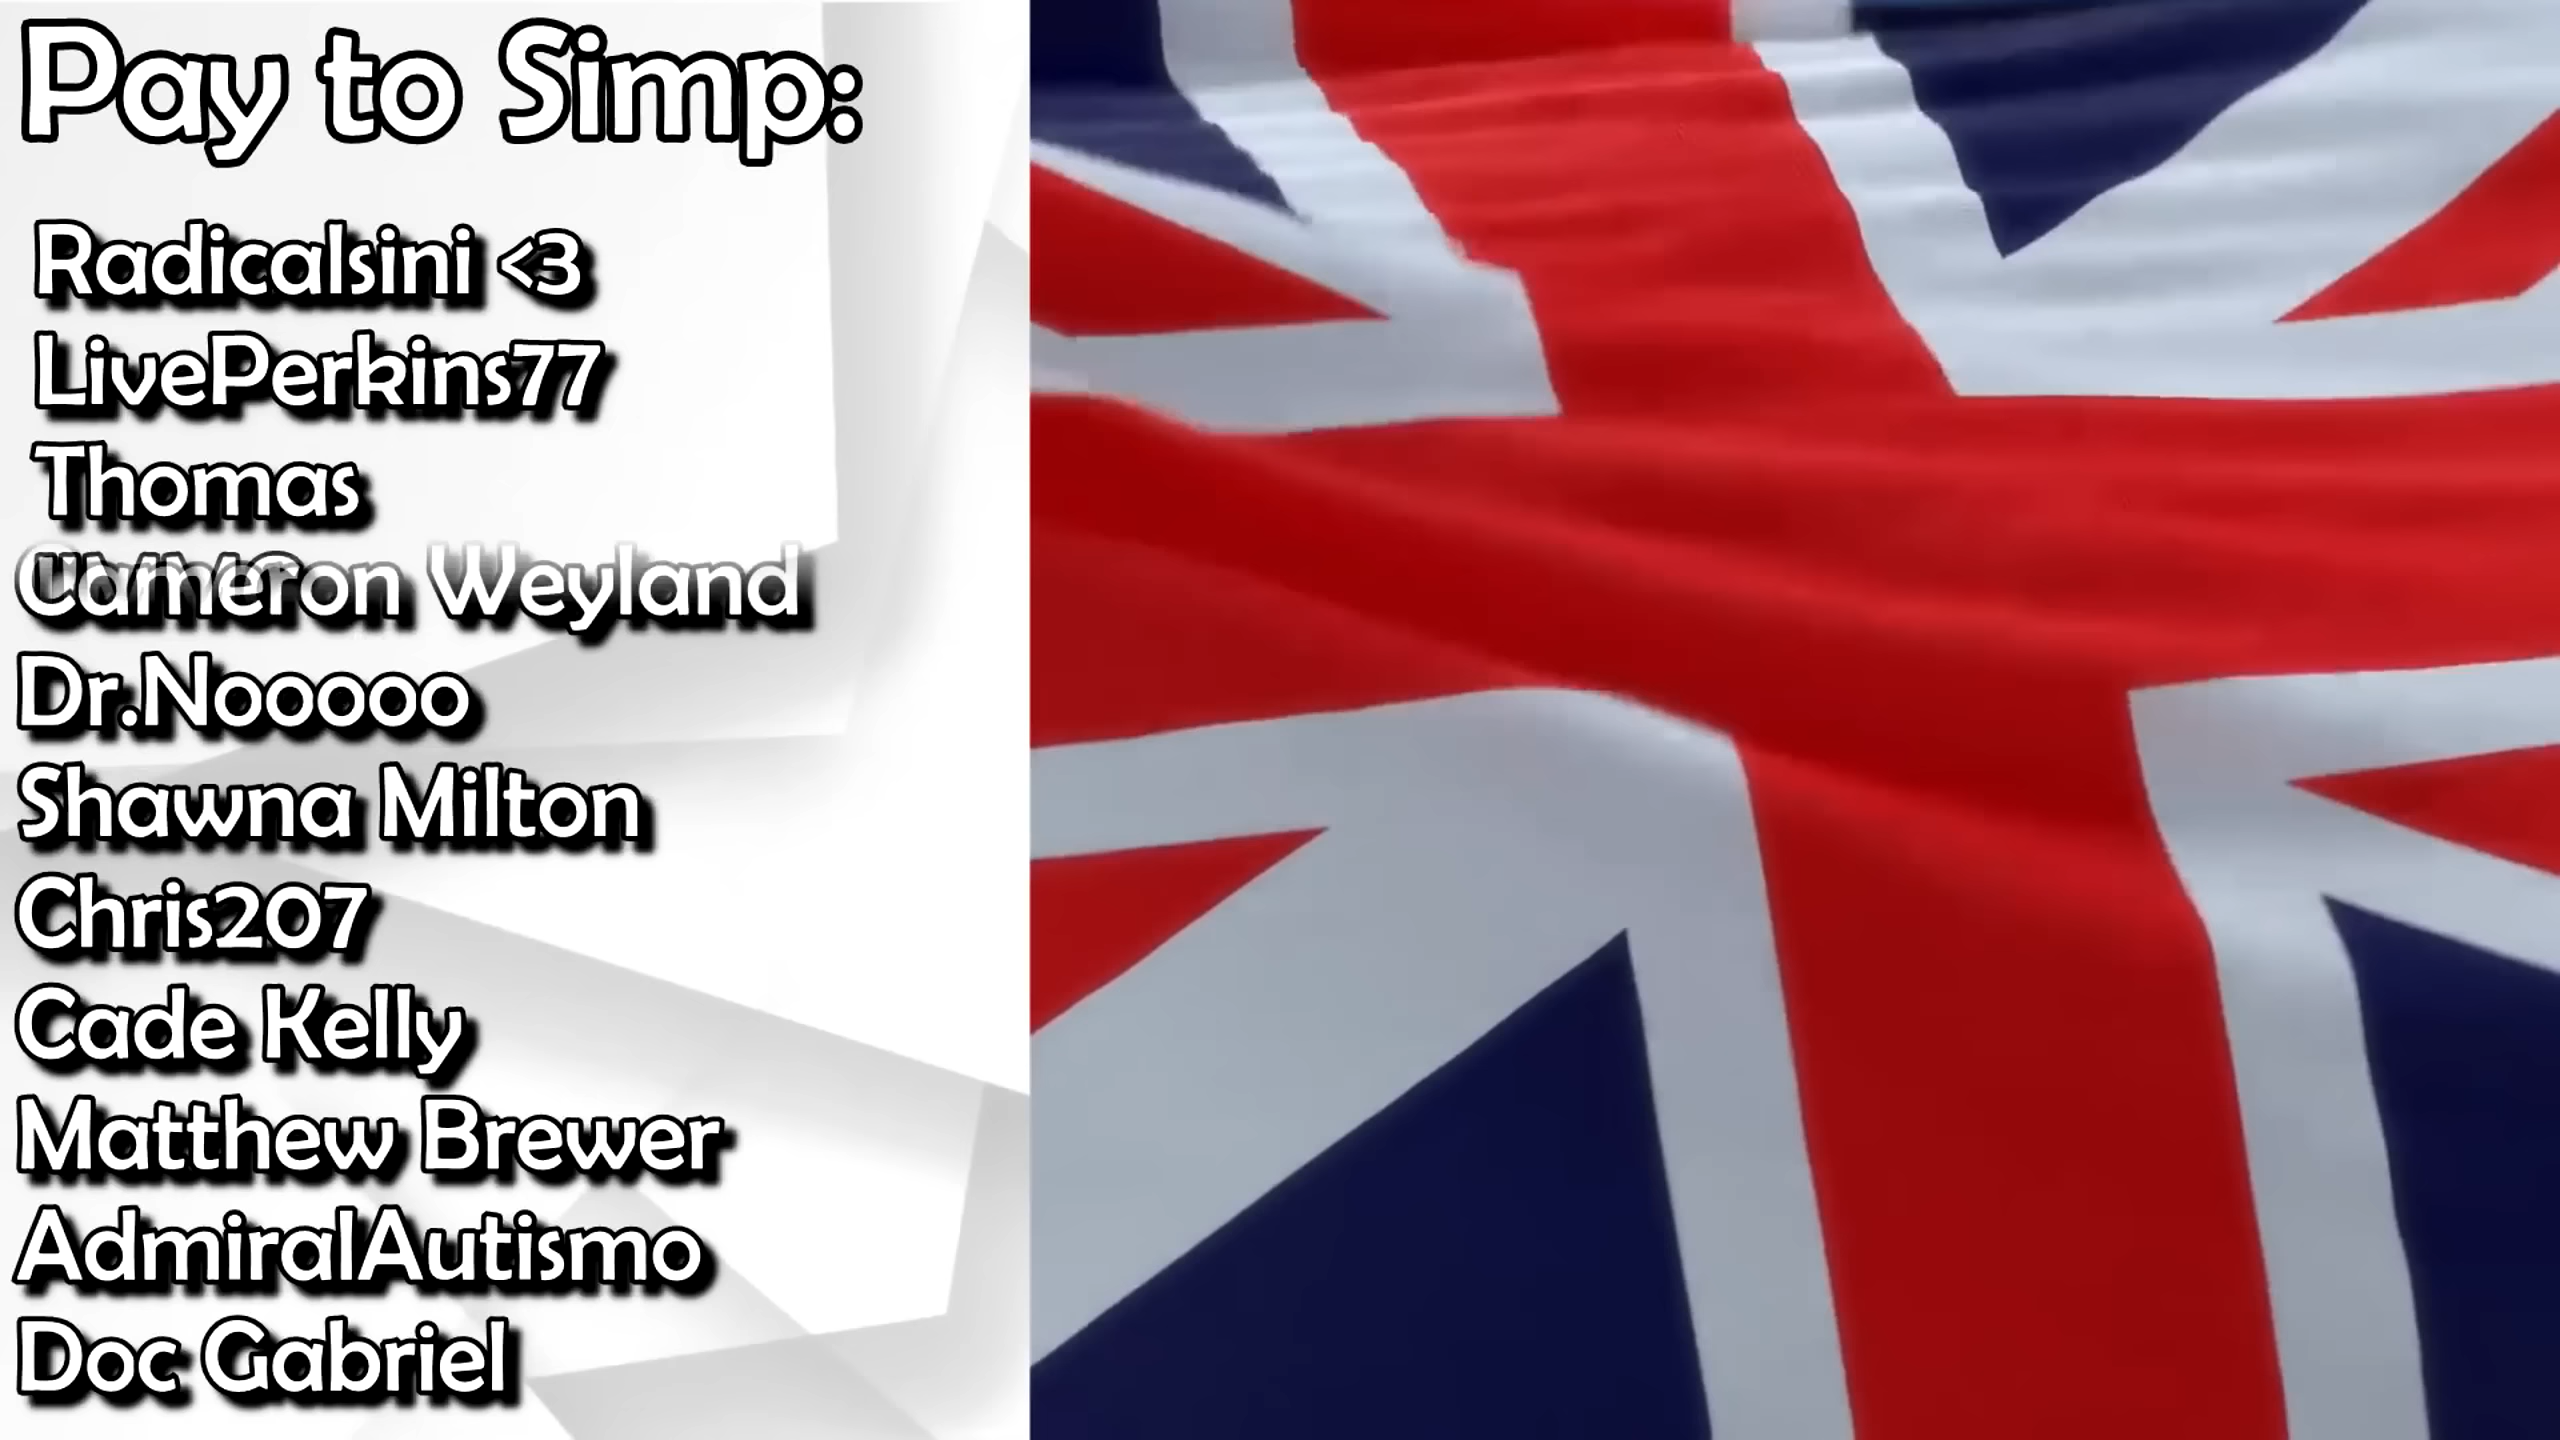 Pay to Simp:
Radicalsini <3
LivePerkins77
Thomas
Cameron Weyland
Dr.Nooooo
Shawna Milton
Chris207
Cade Kelly
Matthew Brewer
AdmiralAutismo
Doc Gabriel